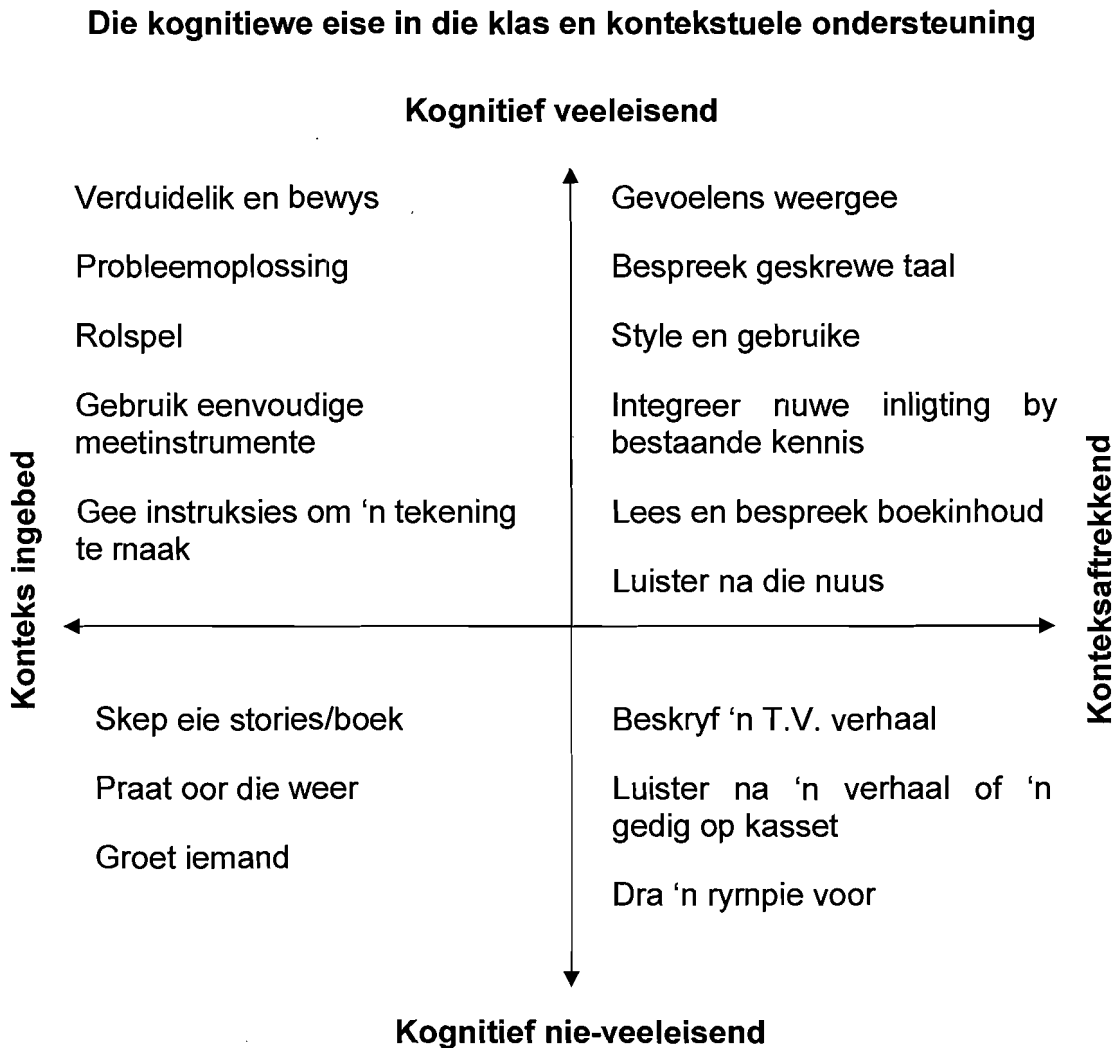 Die kognitiewe eise in die klas en kontekstuele ondersteuning
Kognitief veeleisend
Verduidelik en bewys
Probleemoplossing
Rolspel
Gebruik eenvoudige
meetinstrumente
Gee instruksies om 'n tekening
te maak
Gevoelens weergee
Bespreek geskrewe taal
Style en gebruike
Integreer nuwe inligting by
bestaande kennis
Lees en bespreek boekinhoud
Luister na die nuus
Konteks ingebed
Konteksaftrekkend
Skep eie stories/boek
Praat oor die weer
Groet iemand
Beskryf 'n T.V. verhaal
Luister na 'n verhaal of 'n
gedig op kasset
Dra 'n rympie voor
Kognitief nie-veeleisend